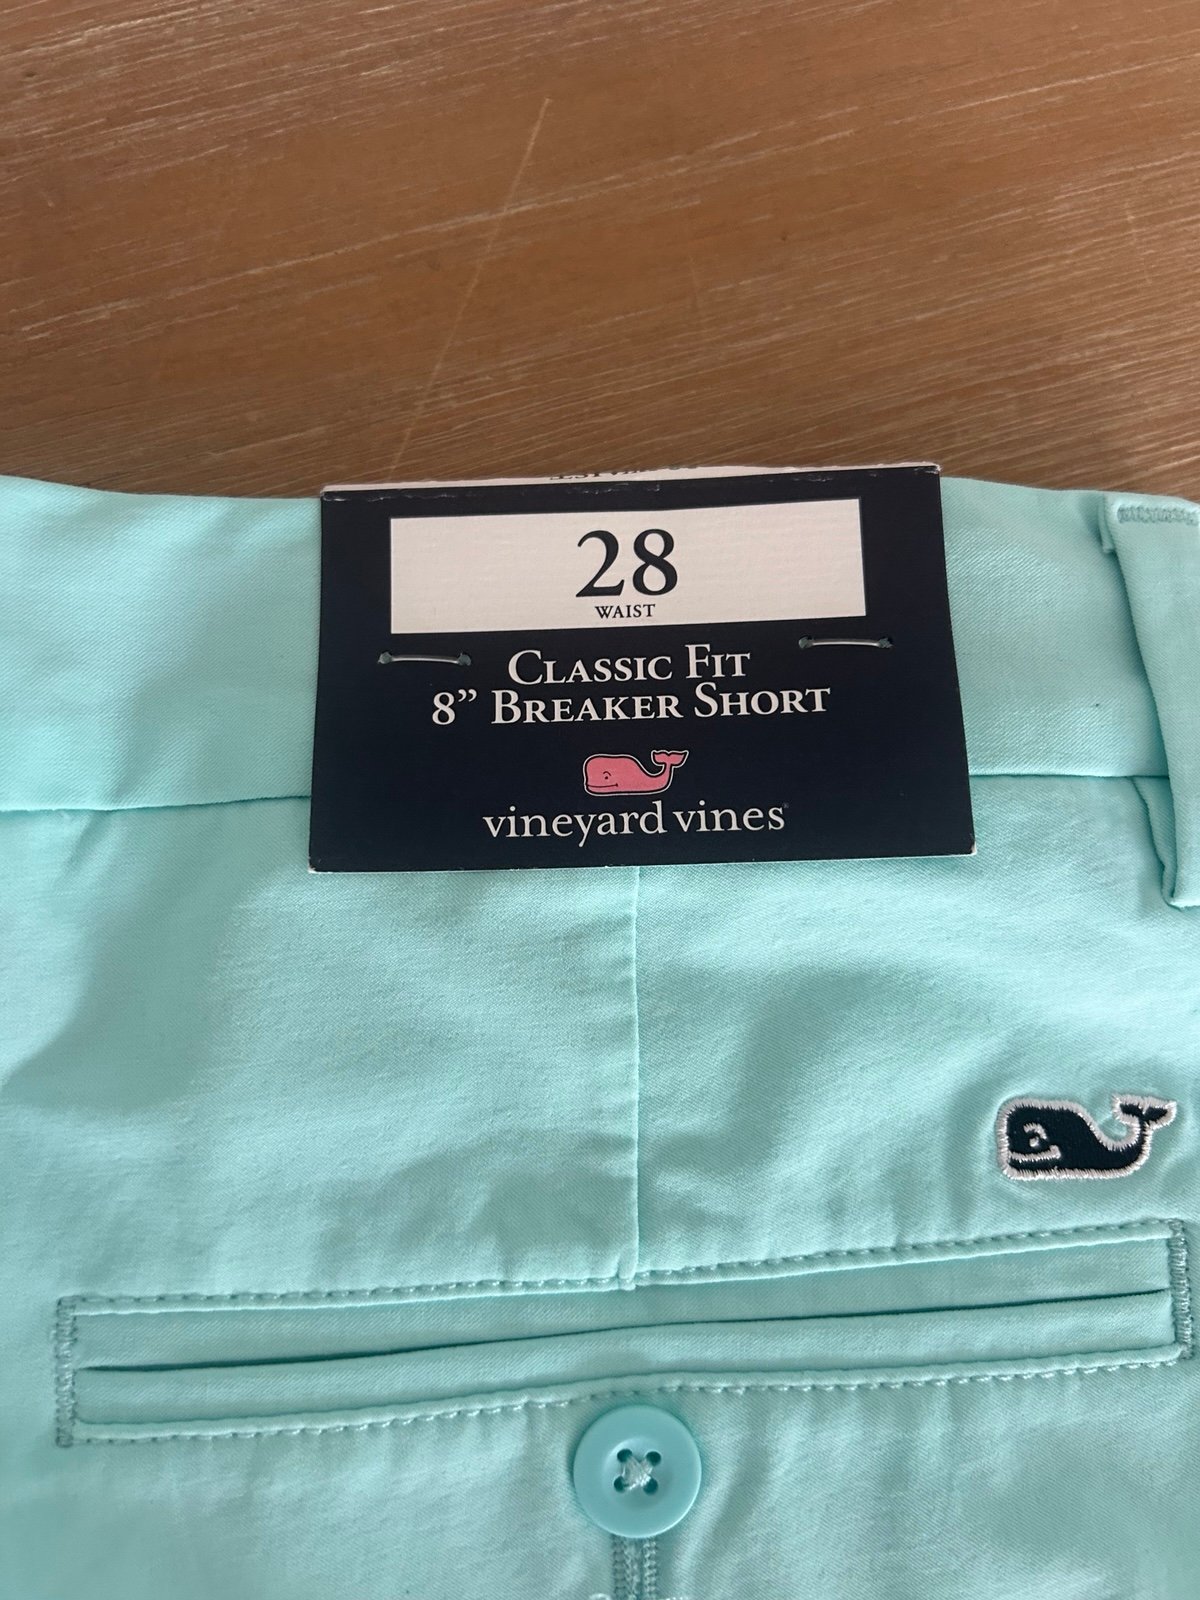 28
WAIST
CLASSIC FIT
8” BREAKER SHORT
vineyard vines